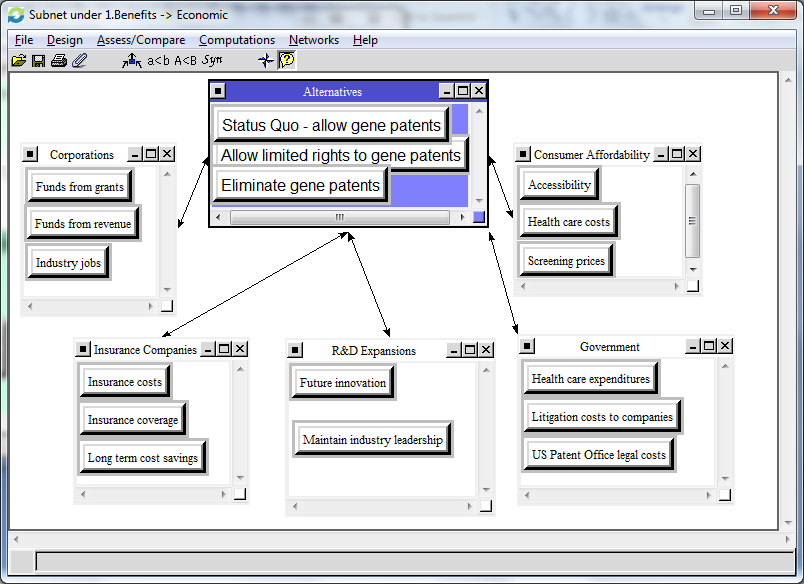 Subnet under 1.Benefits -> Economic
File Design Assess/Compare Computations Networks Help
a<b A<B Syn
Alternatives
Status Quo - allow gene patents
Allow limited rights to gene patents
Eliminate gene patents
Corporations
Funds from grants
Funds from revenue
Industry jobs
Consumer Affordability
Accessibility
Health care costs
Screening prices
Insurance Companies
Insurance costs
Insurance coverage
Long term cost savings
R&D Expansions
Future innovation
Maintain industry leadership
Government
Health care expenditures
Litigation costs to companies
US Patent Office legal costs